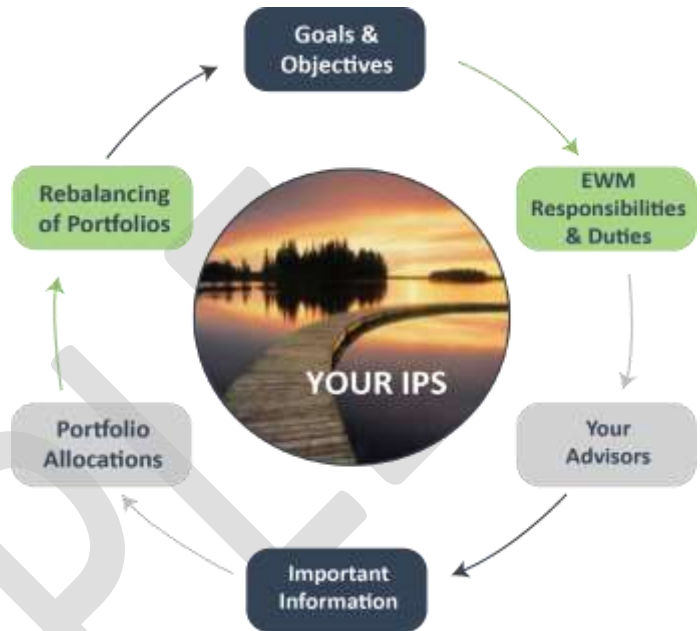 Goals &
Objectives
EWM
Responsibilities
& Duties
Your
Advisors
Important
Information
Portfolio
Allocations
Rebalancing
of Portfolios
YOUR IPS